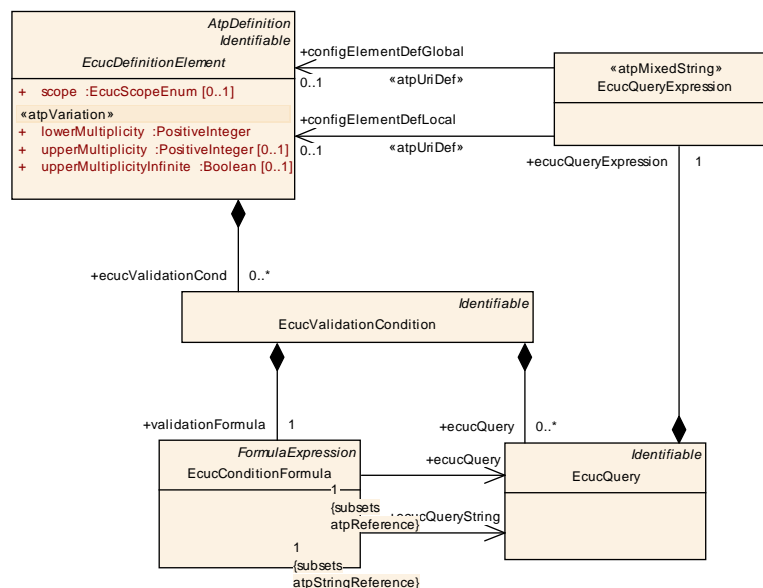 AtpDefinition
Identifiable
EcucDefinitionElement
+ scope :EcucScopeEnum [0..1]
«atpVariation»
+ lowerMultiplicity :PositiveInteger
+ upperMultiplicity :PositiveInteger [0..1]
+ upperMultiplicityInfinite :Boolean [0..1]
+configElementDefGlobal
0..1
«atpUriDef»
+configElementDefLocal
0..1
«atpUriDef»
«atpMixedString»
EcucQueryExpression
+ecucQueryExpression
1
+ecucValidationCond
0..*
Identifiable
EcucValidationCondition
+validationFormula
1
+ecucQuery
0..*
FormulaExpression
EcucConditionFormula
+ecucQuery
1
{subsets
atpReference}
+ecucQueryString
1
{subsets
atpStringReference}
Identifiable
EcucQuery